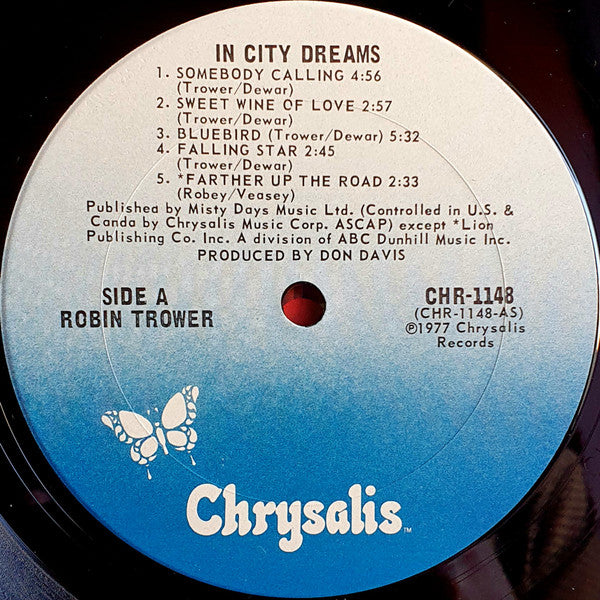 IN CITY DREAMS
1. SOMEBODY CALLING 4:56
(Trower/Dewar)
2. SWEET WINE OF LOVE 2:57
(Trower/Dewar)
3. BLUEBIRD (Trower/Dewar) 5:32
4. FALLING STAR 2:45
(Trower/Dewar)
5. *FARTHER UP THE ROAD 2:33
(Robey/Veasey)
Published by Misty Days Music Ltd. (Controlled in U.S. &
Canda by Chrysalis Music Corp. ASCAP) except *Lion
Publishing Co. Inc. A division of ABC Dunhill Music Inc.
PRODUCED BY DON DAVIS
SIDE A
ROBIN TROWER
CHR-1148
(CHR-1148-AS)
℗1977 Chrysalis
Records
Chrysalis™